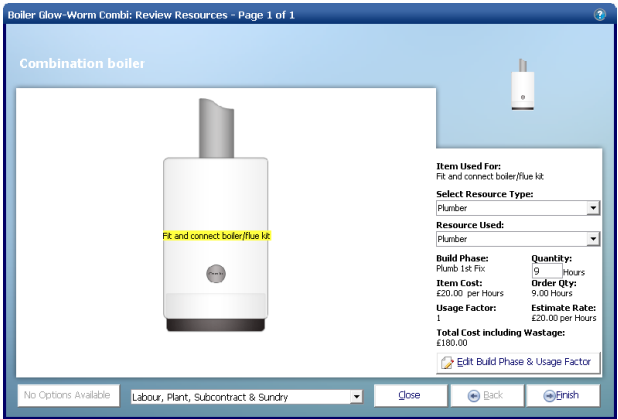 Boiler Glow-Worm Combi: Review Resources - Page 1 of 1
Combination boiler
Fit and connect boiler/flue kit
Item Used For:
Fit and connect boiler/flue kit
Select Resource Type:
Plumber
Resource Used:
Plumber
Build Phase: Quantity:
Plumb 1st Fix 9 Hours
Item Cost: Order Qty:
£20.00 per Hours 9.00 Hours
Usage Factor: Estimate Rate:
1 £20.00 per Hours
Total Cost including Wastage:
£180.00
Edit Build Phase & Usage Factor
No Options Available Labour, Plant, Subcontract & Sundry Close Back Finish